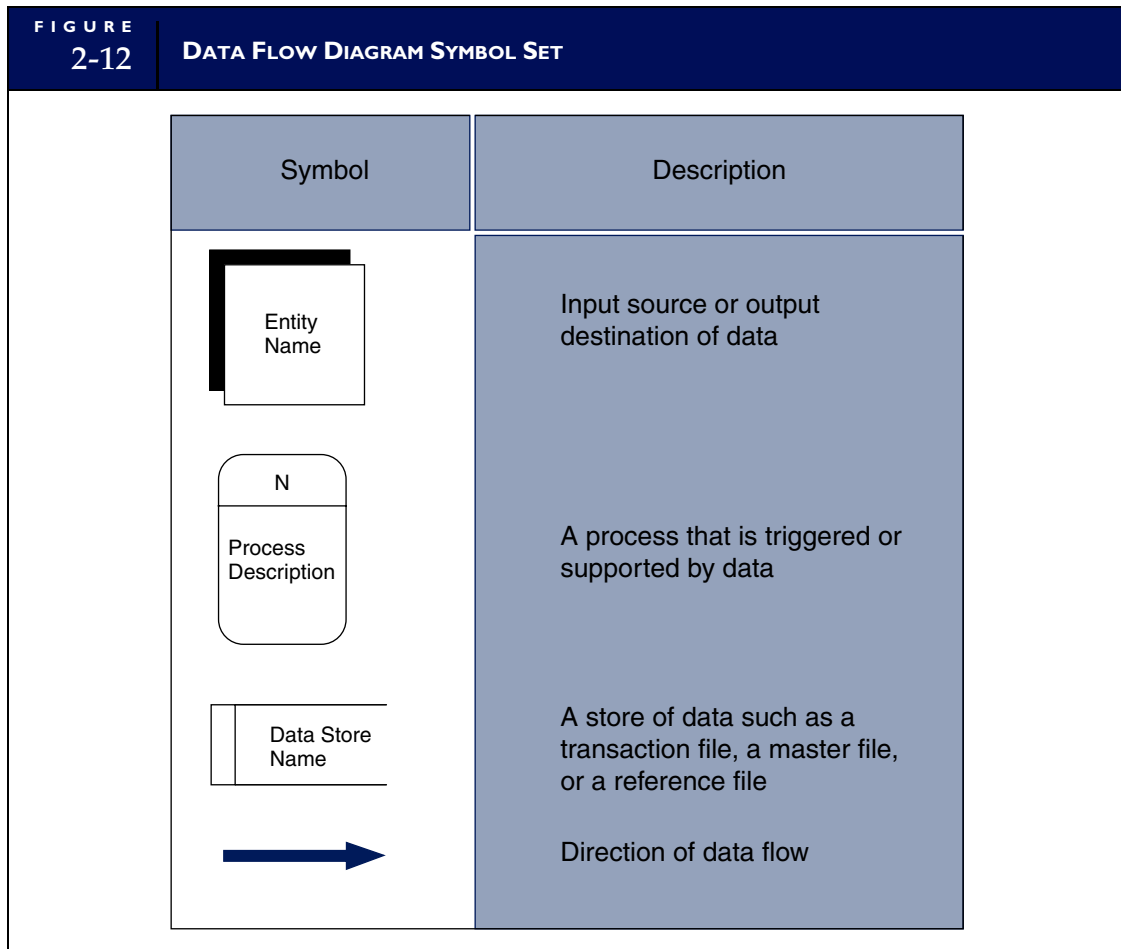 FIGURE
2-12
DATA FLOW DIAGRAM SYMBOL SET
Symbol
Description
Entity
Name
Input source or output
destination of data
N
Process
Description
A process that is triggered or
supported by data
Data Store
Name
A store of data such as a
transaction file, a master file,
or a reference file
Direction of data flow